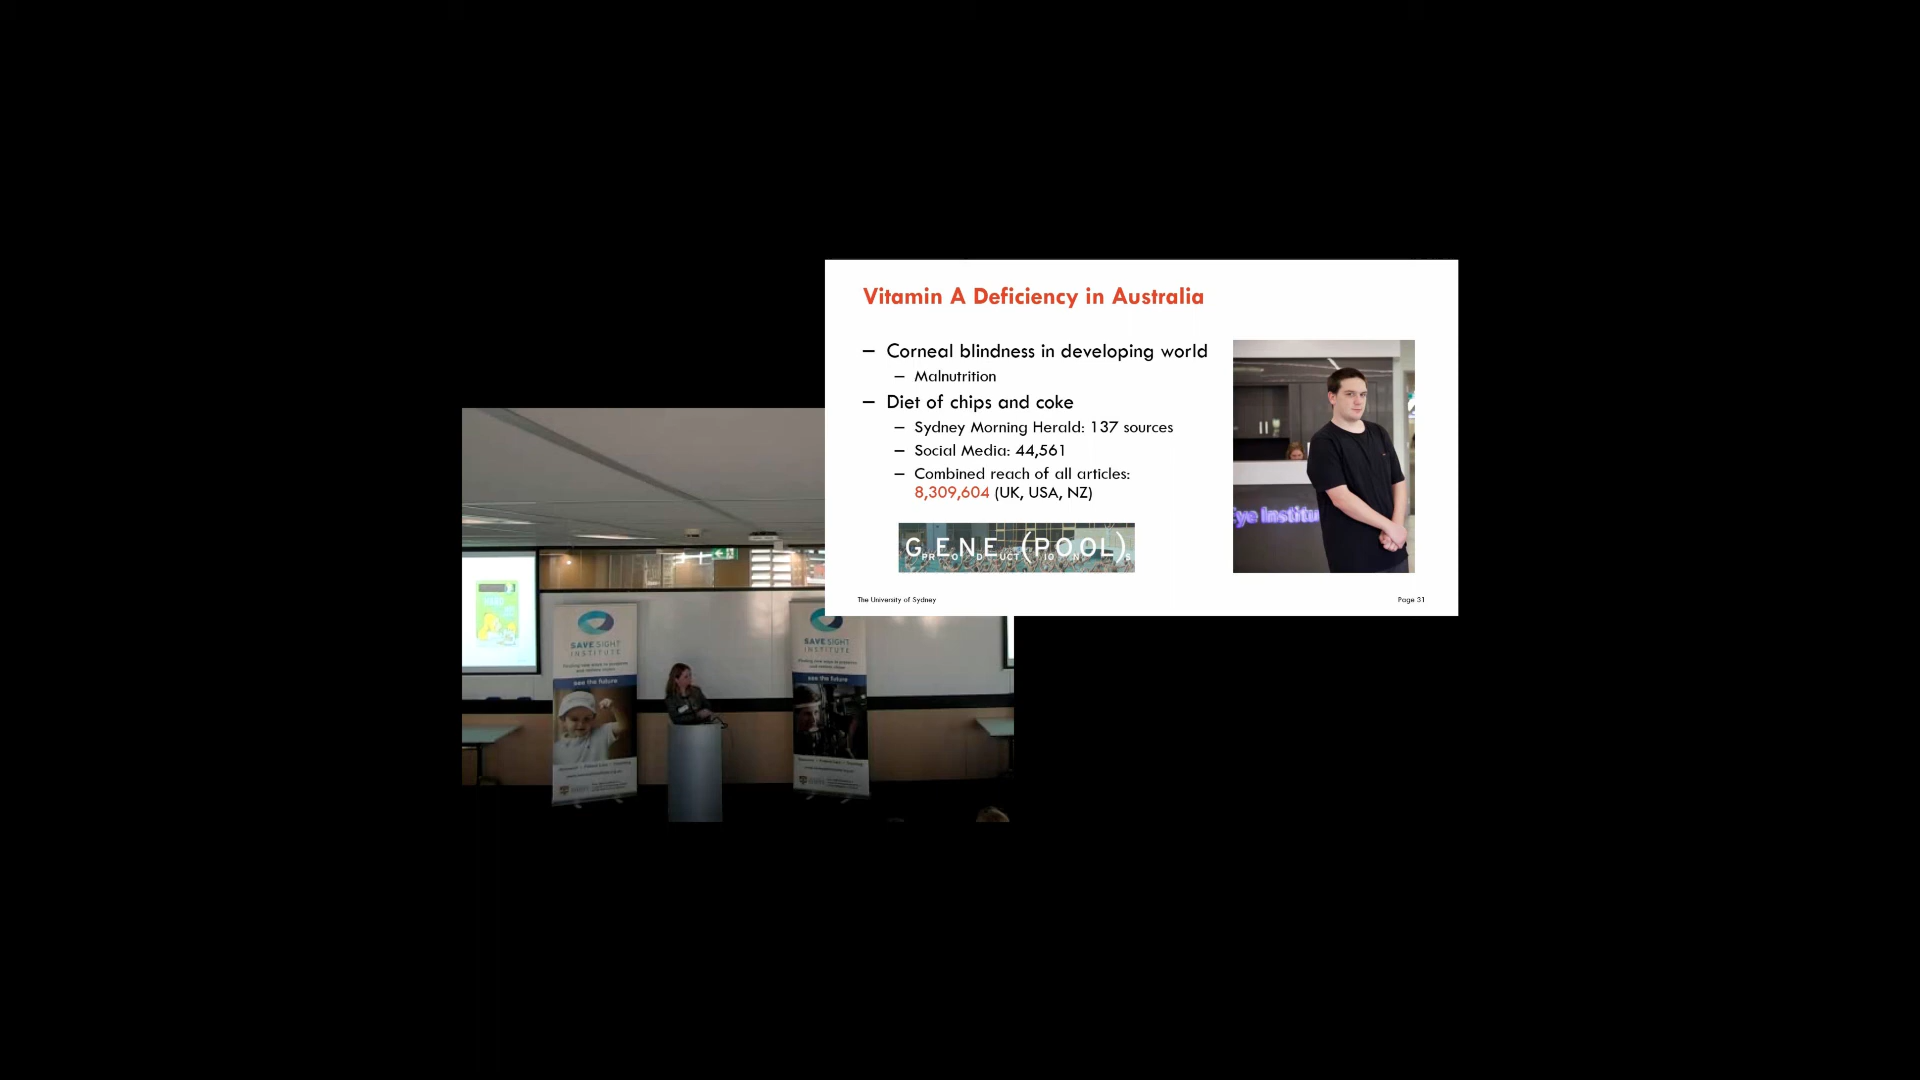 Vitamin A Deficiency in Australia
– Corneal blindness in developing world
– Malnutrition
– Diet of chips and coke
– Sydney Morning Herald: 137 sources
– Social Media: 44,561
– Combined reach of all articles:
8,309,604 (UK, USA, NZ)
GENE (POOL)
PRODUCTIONS
Eye Institu
The University of Sydney
Page 31
SAVE SIGHT
INSTITUTE
see the future
SAVE SIGHT
INSTITUTE
see the future